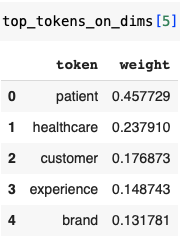 top_tokens_on_dims[5]
token weight
0 patient 0.457729
1 healthcare 0.237910
2 customer 0.176873
3 experience 0.148743
4 brand 0.131781